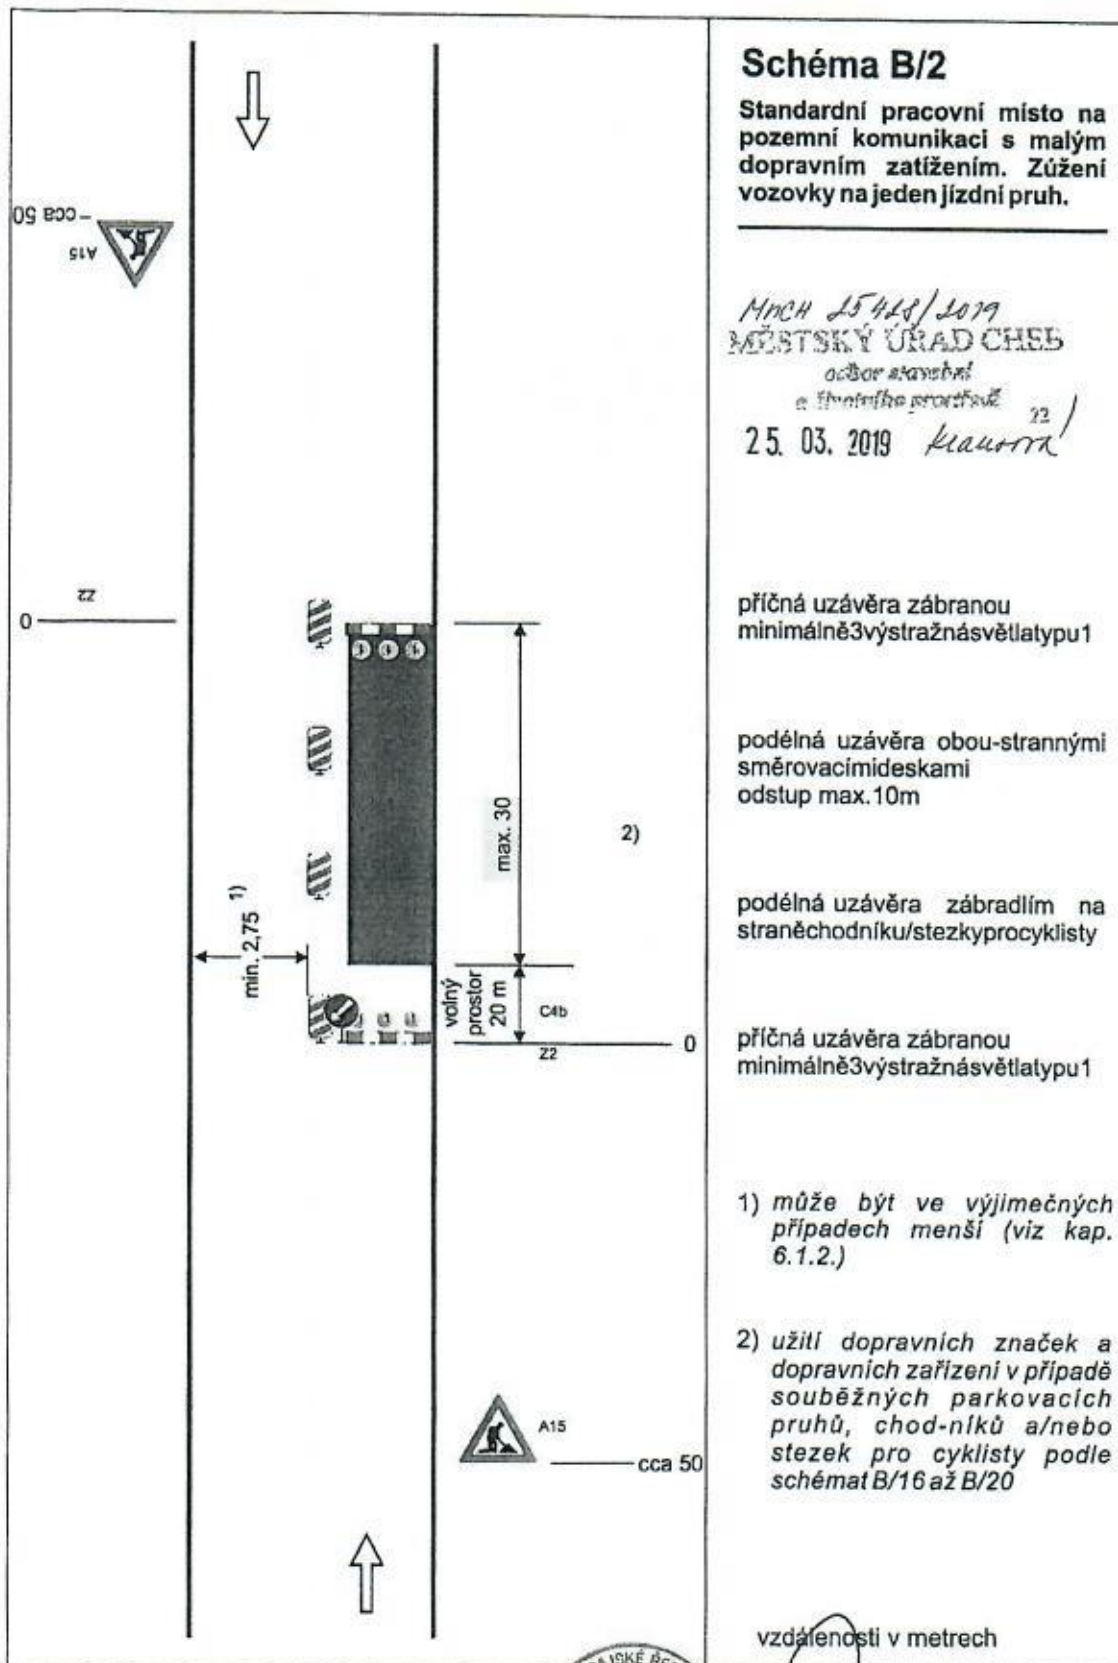 Schéma B/2
Standardní pracovní místo na
pozemní komunikaci s malým
dopravním zatížením. Zúžení
vozovky na jeden jízdní pruh.
MĚSTSKÝ ÚŘAD CHEB
odbor stavební
a životního prostředí
22
25. 03. 2019
cca 50
A15
Z2
0
příčná uzávěra zábranou
minimálně3výstražnásvětlatypu1
podélná uzávěra obou-strannými
směrovacímideskami
odstup max.10m
max. 30
2)
podélná uzávěra zábradlím na
straněchodníku/stezkyprocyklisty
min. 2,75 1)
volný
prostor
20 m
C4b
Z2
0
příčná uzávěra zábranou
minimálně3výstražnásvětlatypu1
1) může být ve výjimečných
případech menší (viz kap.
6.1.2.)
2) užití dopravních značek a
dopravních zařízení v případě
souběžných parkovacích
pruhů, chod-níků a/nebo
stezek pro cyklisty podle
schémat B/16 až B/20
A15
cca 50
vzdálenosti v metrech